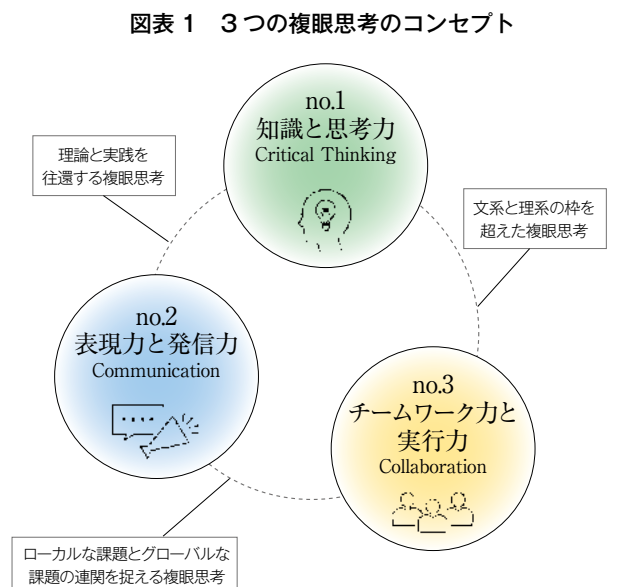 図表 1　3つの複眼思考のコンセプト
no.1
知識と思考力
Critical Thinking
理論と実践を
往還する複眼思考
文系と理系の枠を
超えた複眼思考
no.2
表現力と発信力
Communication
no.3
チームワーク力と
実行力
Collaboration
ローカルな課題とグローバルな
課題の連関を捉える複眼思考